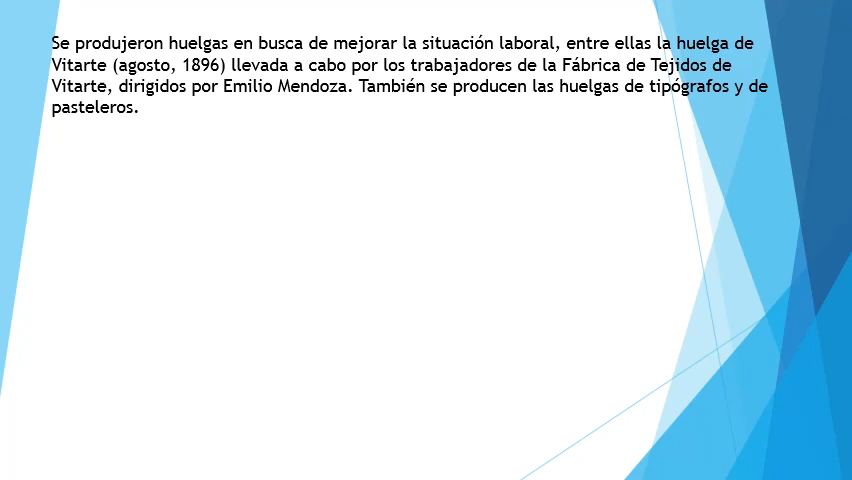 Se produjeron huelgas en busca de mejorar la situación laboral, entre ellas la huelga de
Vitarte (agosto, 1896) llevada a cabo por los trabajadores de la Fábrica de Tejidos de
Vitarte, dirigidos por Emilio Mendoza. También se producen las huelgas de tipógrafos y de
pasteleros.